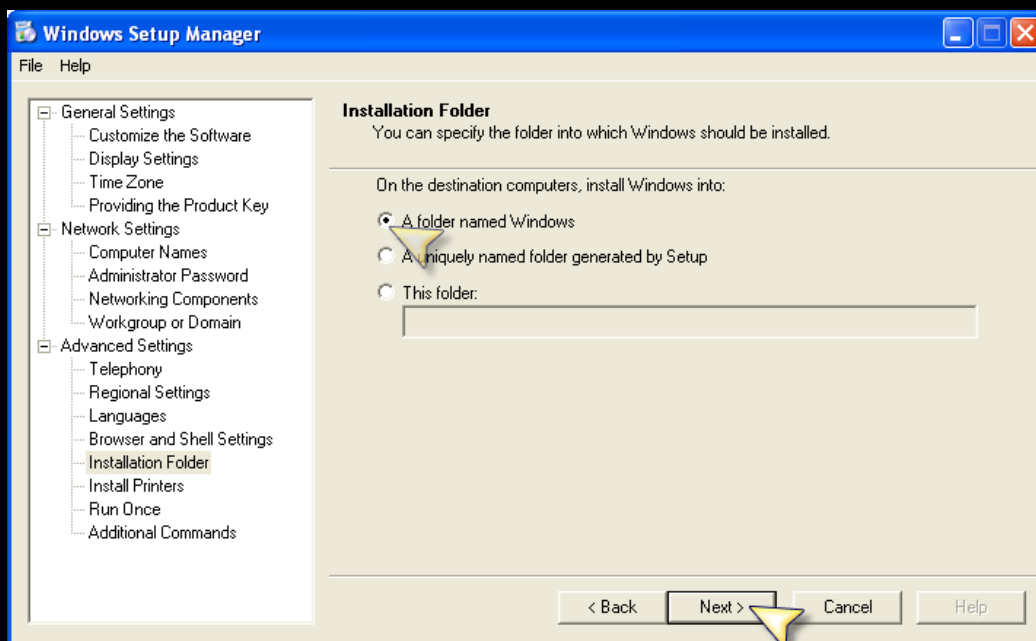 Windows Setup Manager
File Help
General Settings
Customize the Software
Display Settings
Time Zone
Providing the Product Key
Network Settings
Computer Names
Administrator Password
Networking Components
Workgroup or Domain
Advanced Settings
Telephony
Regional Settings
Languages
Browser and Shell Settings
Installation Folder
Install Printers
Run Once
Additional Commands
Installation Folder
You can specify the folder into which Windows should be installed.
On the destination computers, install Windows into:
A folder named Windows
A uniquely named folder generated by Setup
This folder:
< Back Next > Cancel Help